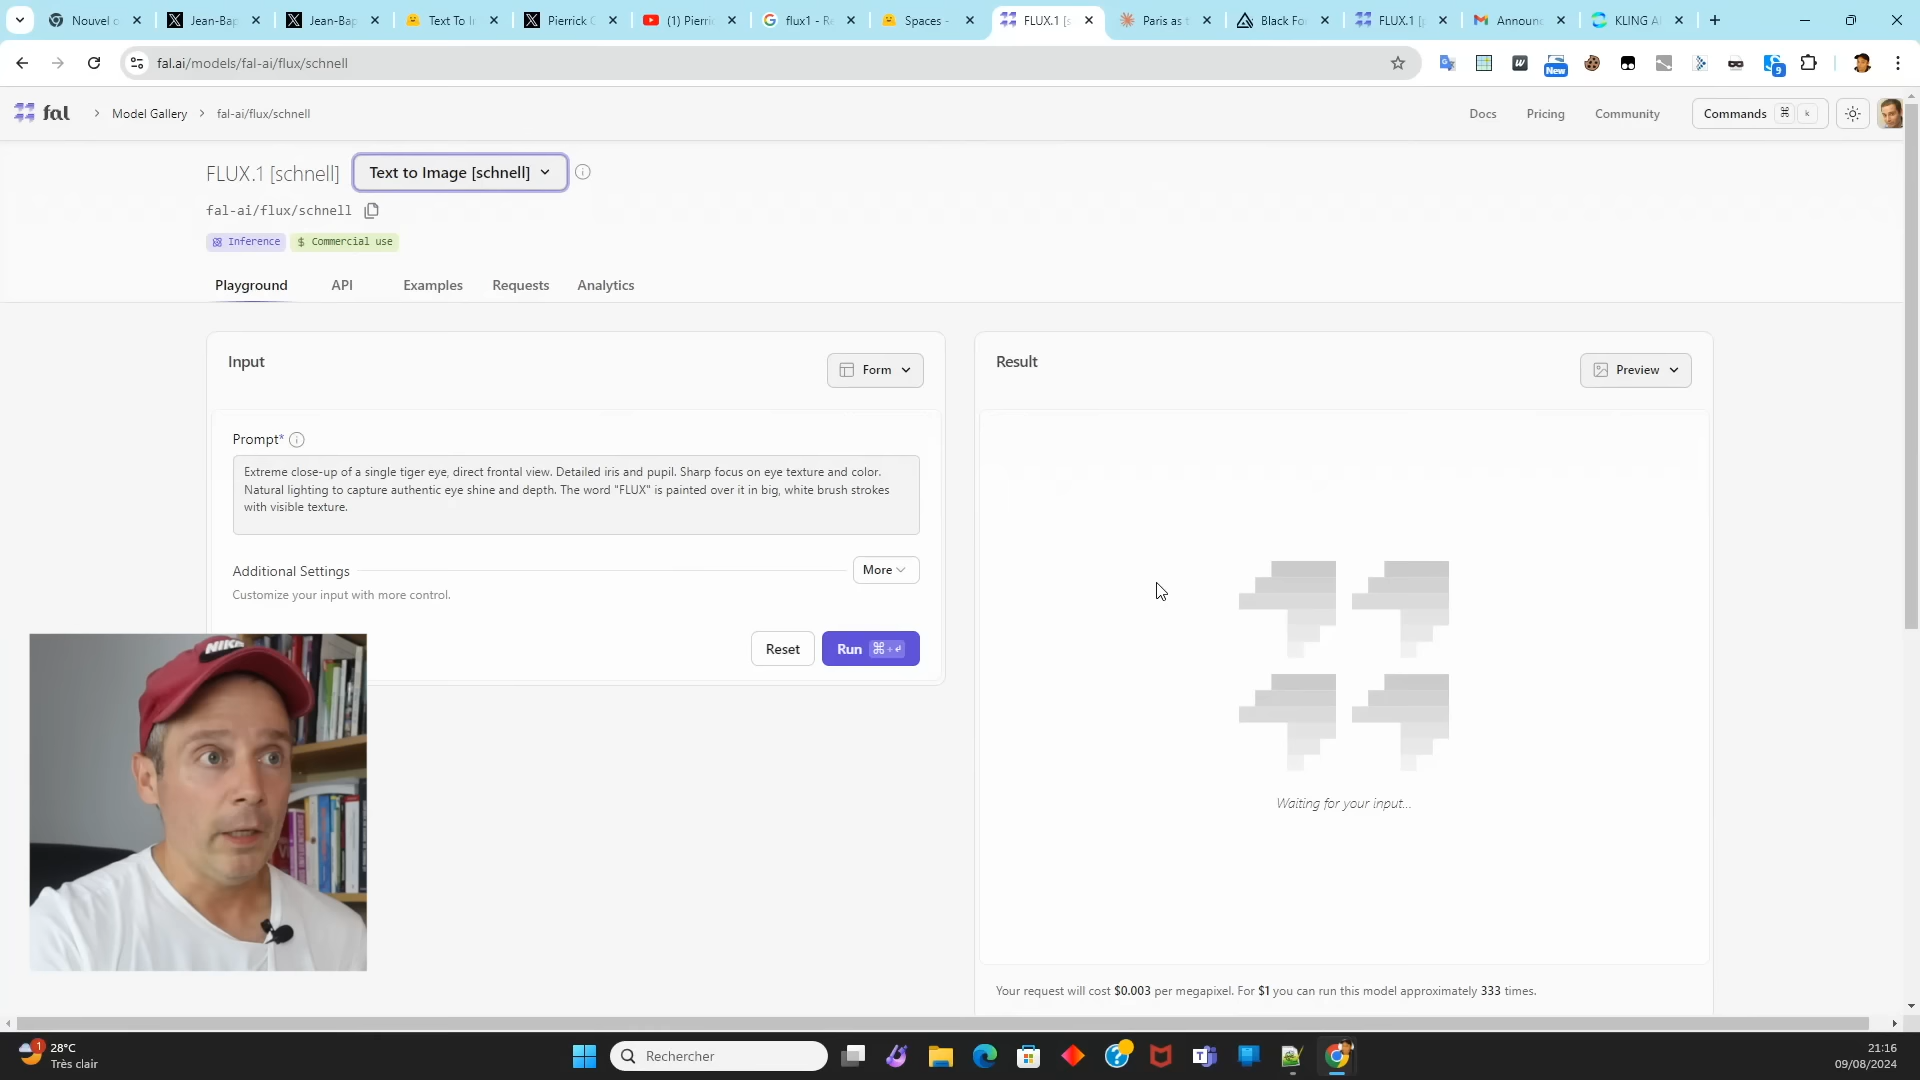 Nouvel o
Jean-Bap
Jean-Bap
Text To I
Pierrick C
(1) Pierri
flux1 - Re
Spaces -
FLUX.1 [s
Paris as t
Black Fo
FLUX.1 [p
Announ
KLING A
fal.ai/models/fal-ai/flux/schnell
New
9
fal
Model Gallery
fal-ai/flux/schnell
Docs
Pricing
Community
Commands ⌘ k
FLUX.1 [schnell]
Text to Image [schnell]
fal-ai/flux/schnell
Inference
$ Commercial use
Playground
API
Examples
Requests
Analytics
Input
Form
Result
Preview
Prompt*
Extreme close-up of a single tiger eye, direct frontal view. Detailed iris and pupil. Sharp focus on eye texture and color.
Natural lighting to capture authentic eye shine and depth. The word "FLUX" is painted over it in big, white brush strokes
with visible texture.
Additional Settings
More
Customize your input with more control.
Reset
Run ⌘+↵
NIKE
Waiting for your input...
Your request will cost $0.003 per megapixel. For $1 you can run this model approximately 333 times.
1
28°C
Très clair
Rechercher
21:16
09/08/2024